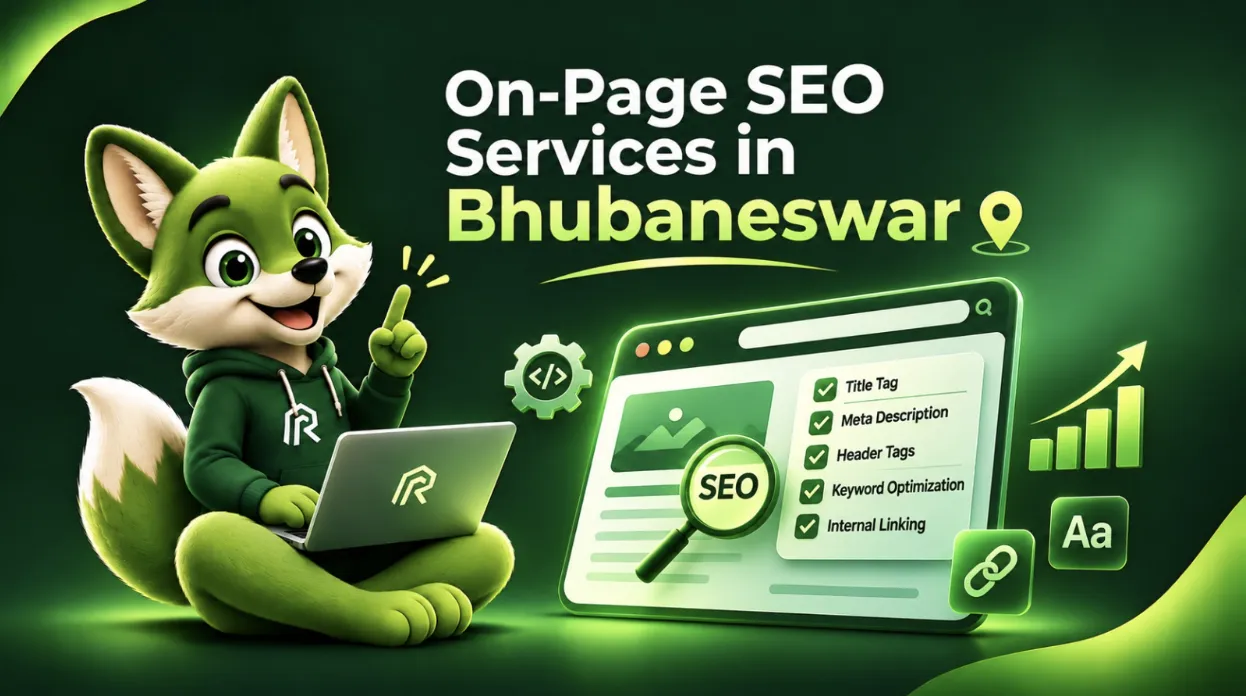 On-Page SEO
Services in
Bhubaneswar
</>
Title Tag
Meta Description
Header Tags
Keyword Optimization
Internal Linking
SEO
Aa
R
R